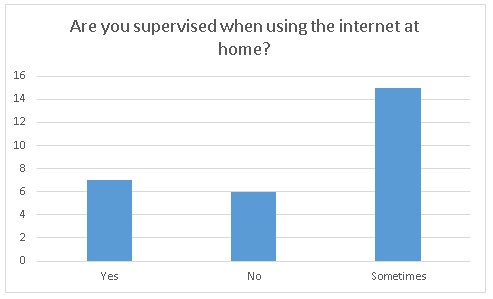 Are you supervised when using the internet at
home?
16
14
12
10
8
6
4
2
0
Yes
No
Sometimes